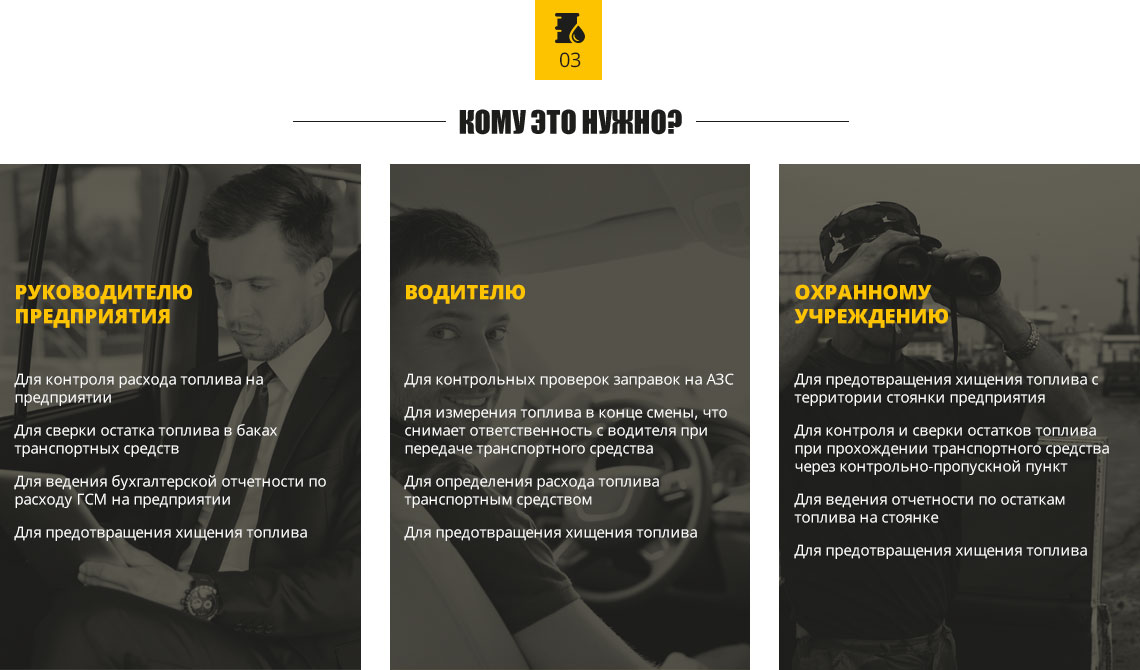 03
КОМУ ЭТО НУЖНО?
РУКОВОДИТЕЛЮ
ПРЕДПРИЯТИЯ
Для контроля расхода топлива на
предприятии
Для сверки остатка топлива в баках
транспортных средств
Для ведения бухгалтерской отчетности по
расходу ГСМ на предприятии
Для предотвращения хищения топлива
ВОДИТЕЛЮ
Для контрольных проверок заправок на АЗС
Для измерения топлива в конце смены, что
снимает ответственность с водителя при
передаче транспортного средства
Для определения расхода топлива
транспортным средством
Для предотвращения хищения топлива
ОХРАННОМУ
УЧРЕЖДЕНИЮ
Для предотвращения хищения топлива с
территории стоянки предприятия
Для контроля и сверки остатков топлива
при прохождении транспортного средства
через контрольно-пропускной пункт
Для ведения отчетности по остаткам
топлива на стоянке
Для предотвращения хищения топлива